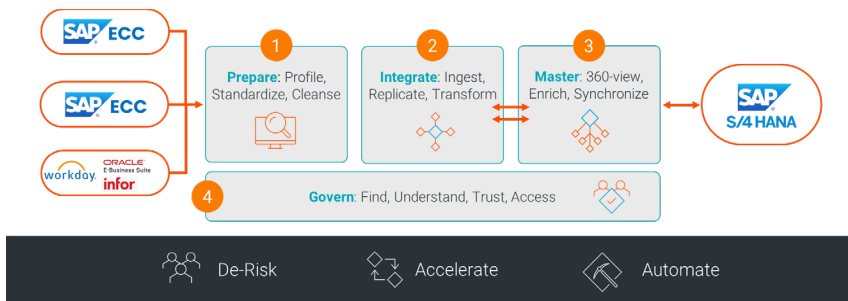 SAP ECC
SAP ECC
workday.
ORACLE
E-Business Suite
infor
1
Prepare: Profile,
Standardize, Cleanse
2
Integrate: Ingest,
Replicate, Transform
3
Master: 360-view,
Enrich, Synchronize
SAP
S/4 HANA
4
Govern: Find, Understand, Trust, Access
De-Risk
Accelerate
Automate